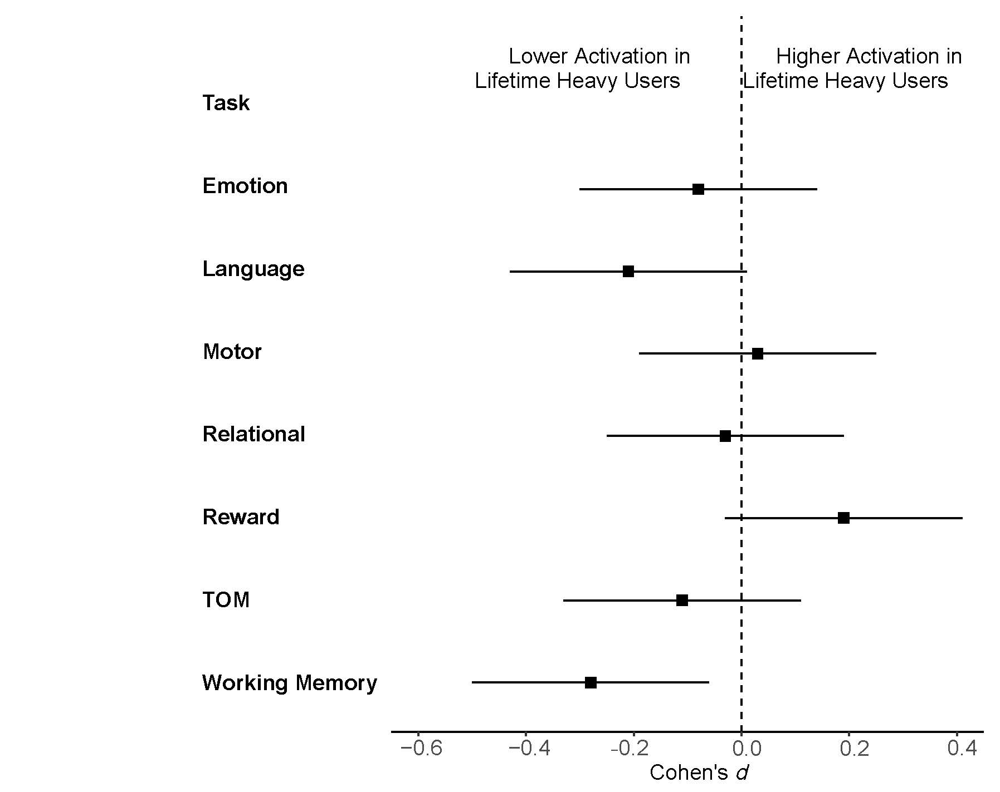 Lower Activation in
Lifetime Heavy Users
Higher Activation in
Lifetime Heavy Users
Task
Emotion
Language
Motor
Relational
Reward
TOM
Working Memory
−0.6 −0.4 -0.2 0.0 0.2 0.4
Cohen's d